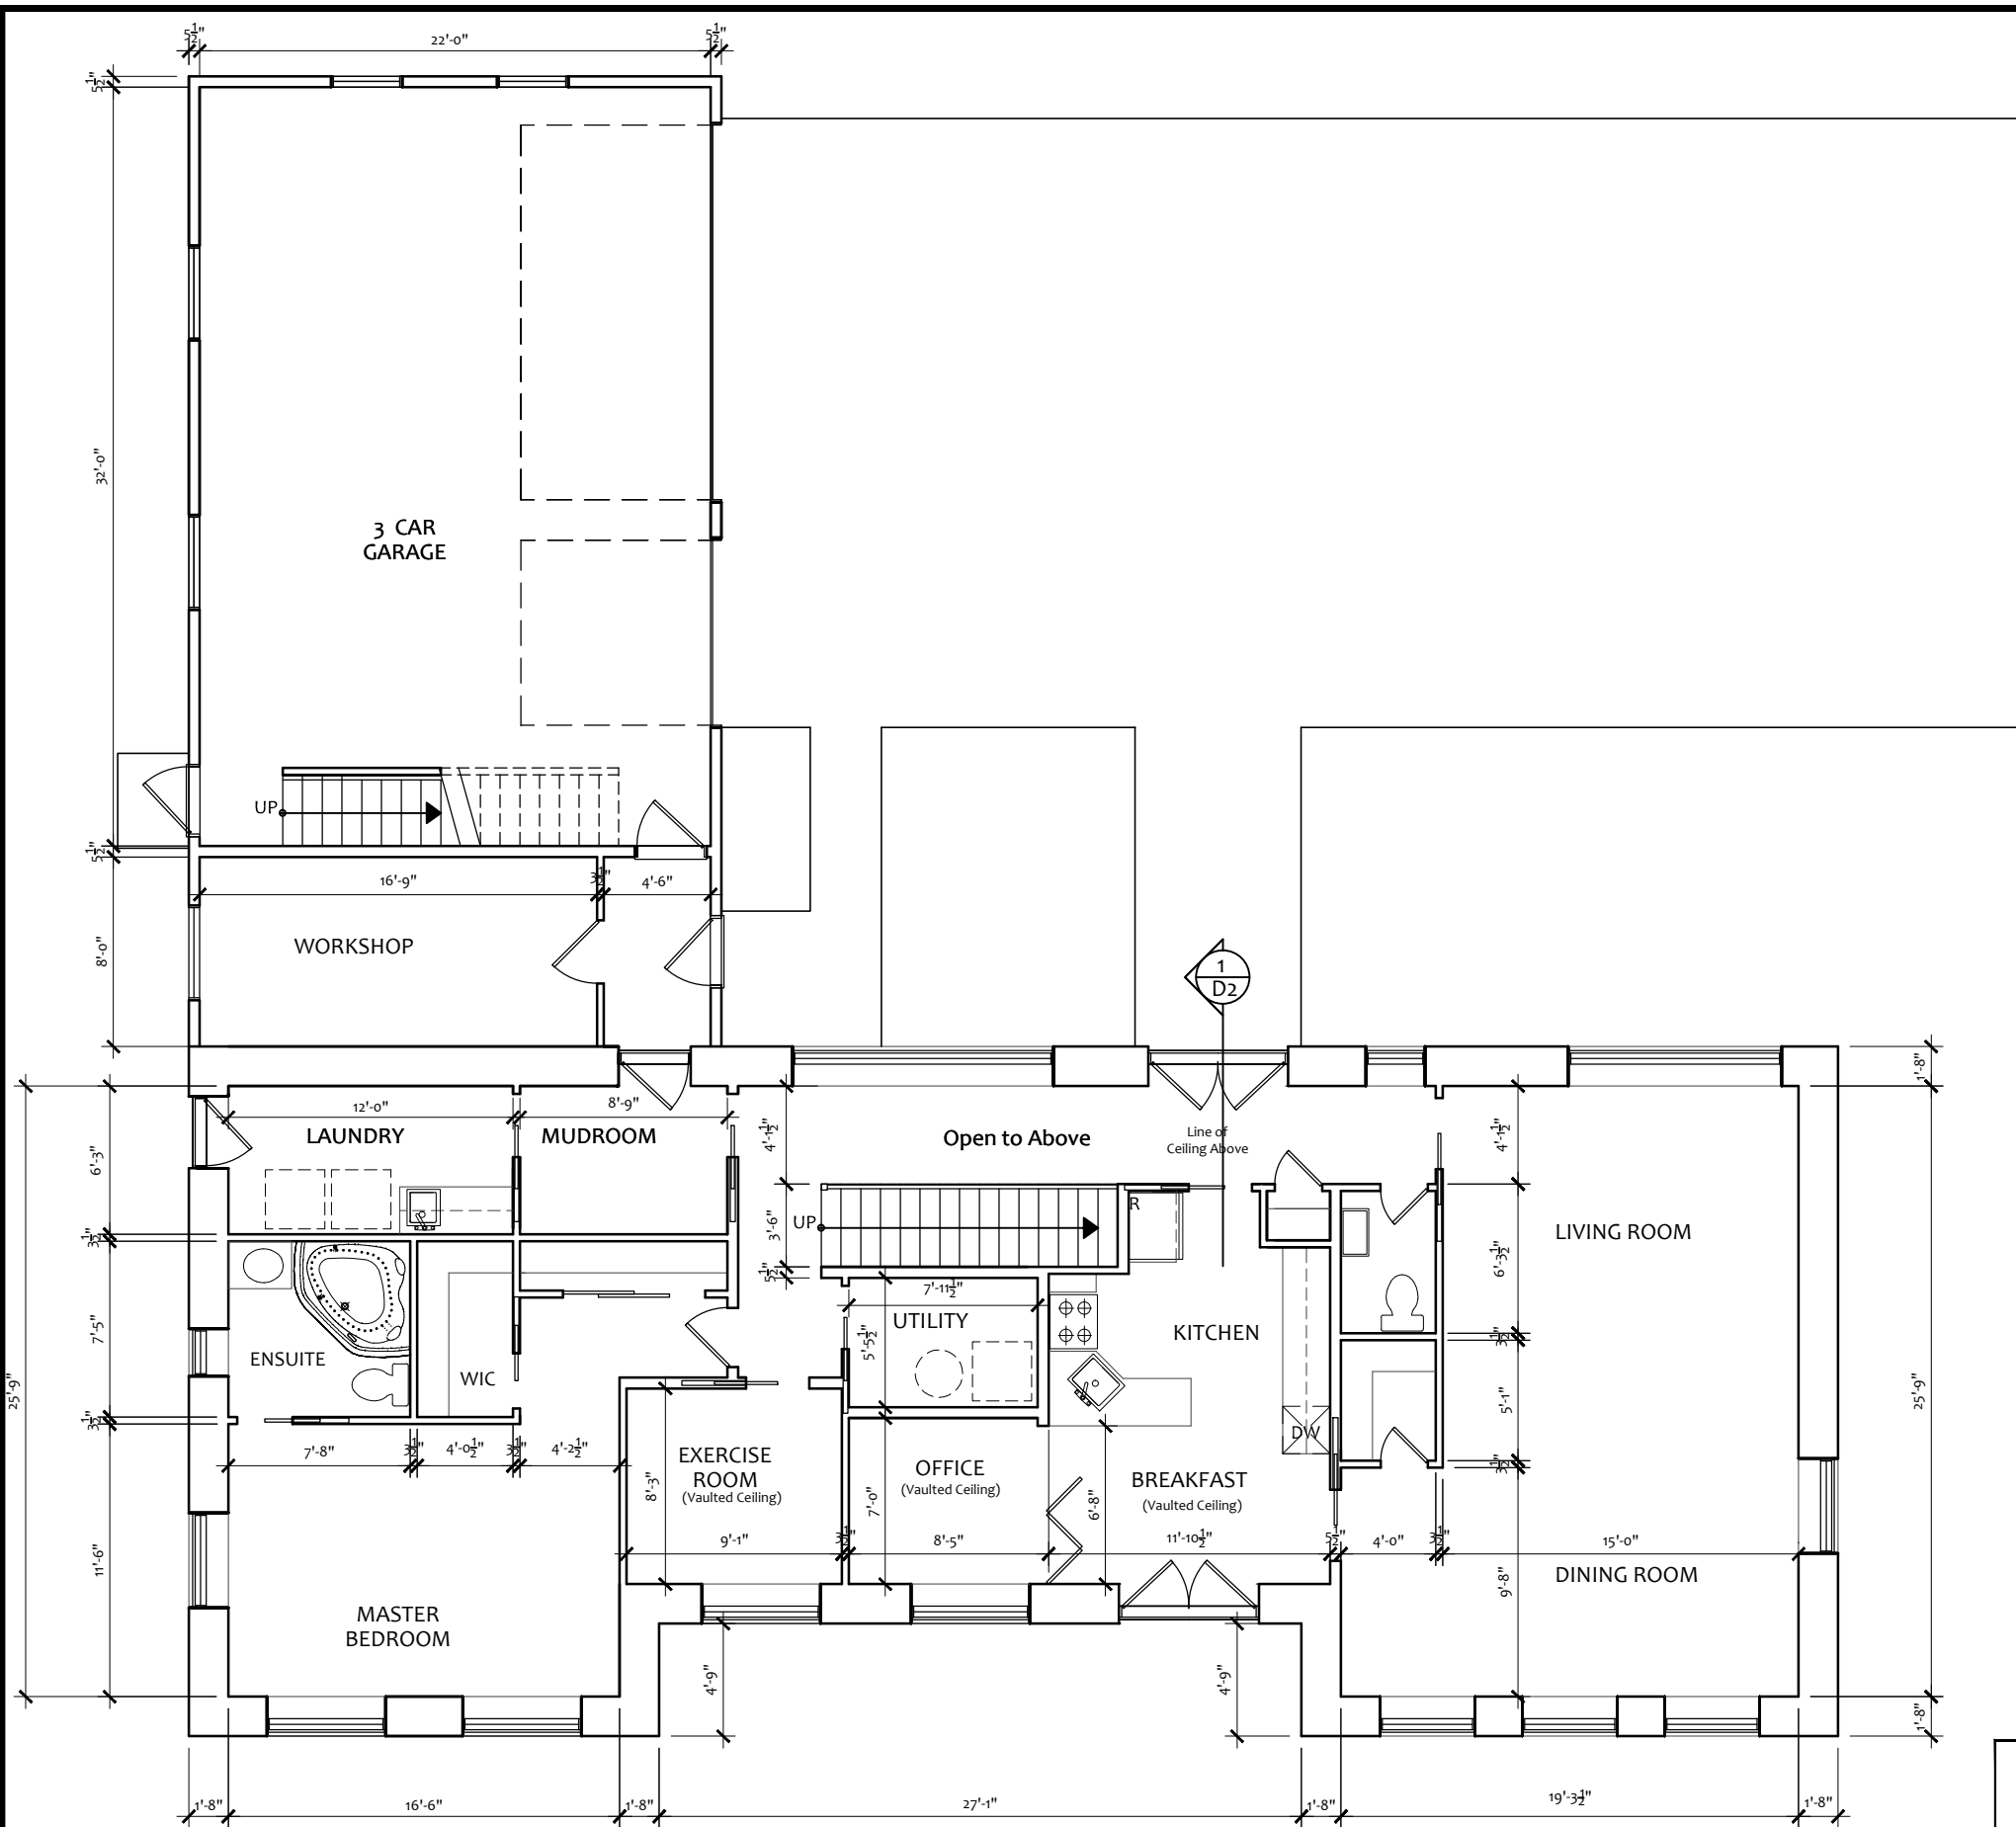 5½"
22'-0"
5½"
5½"
32'-0"
3 CAR
GARAGE
UP
5½"
16'-9"
3½"
4'-6"
WORKSHOP
8'-0"
1
D2
1'-8"
12'-0"
8'-9"
LAUNDRY
MUDROOM
4'-1½"
Open to Above
Line of
Ceiling Above
4'-1½"
6'-3"
R
UP
3'-6"
LIVING ROOM
3½"
5½"
6'-3½"
7'-11½"
UTILITY
5'-5½"
KITCHEN
7'-5"
ENSUITE
WIC
3½"
25'-9"
5'-1"
25'-9"
3½"
DW
7'-8"
3½"
4'-0½"
3½"
4'-2½"
EXERCISE
ROOM
(Vaulted Ceiling)
OFFICE
(Vaulted Ceiling)
BREAKFAST
(Vaulted Ceiling)
3½"
8'-3"
7'-0"
6'-8"
9'-1"
3½"
8'-5"
11'-10½"
5½"
4'-0"
3½"
15'-0"
11'-6"
9'-8"
DINING ROOM
MASTER
BEDROOM
4'-9"
4'-9"
1'-8"
1'-8"
16'-6"
1'-8"
27'-1"
1'-8"
19'-3½"
1'-8"